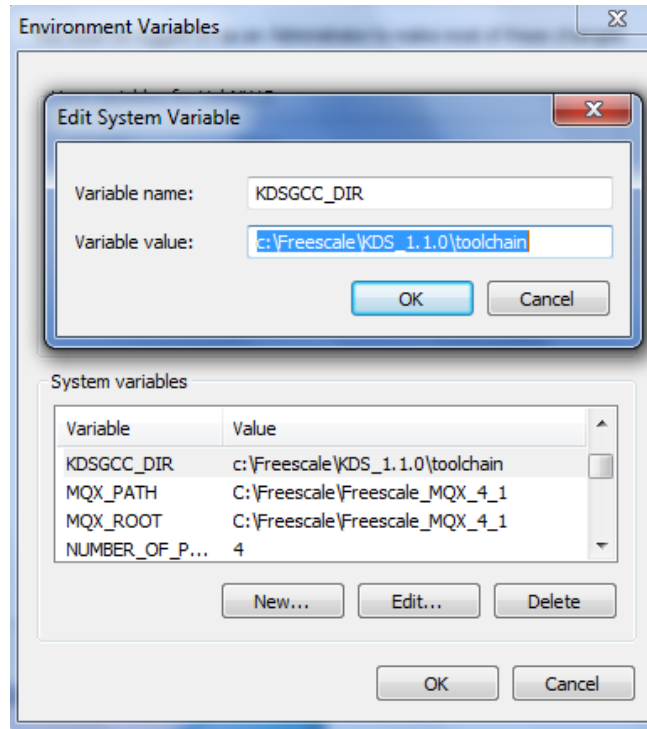 Environment Variables
Edit System Variable
Variable name: KDSGCC_DIR
Variable value: c:\Freescale\KDS_1.1.0\toolchain
OK Cancel
System variables
Variable Value
KDSGCC_DIR c:\Freescale\KDS_1.1.0\toolchain
MQX_PATH C:\Freescale\Freescale_MQX_4_1
MQX_ROOT C:\Freescale\Freescale_MQX_4_1
NUMBER_OF_P... 4
New... Edit... Delete
OK Cancel